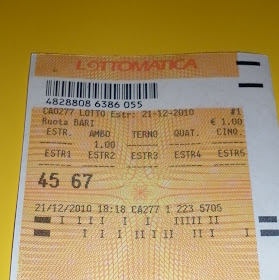 LOTTOMATICA
4828808 6386 055
CA0277 LOTTO Estr: 21-12-2010 #1
Ruota BARI € 1.00
ESTR. AMBO TERNO QUAT. CINQ.
1.00
ESTR1 ESTR2 ESTR3 ESTR4 ESTR5
45 67
21/12/2010 18:18 CA277 1 223 5705